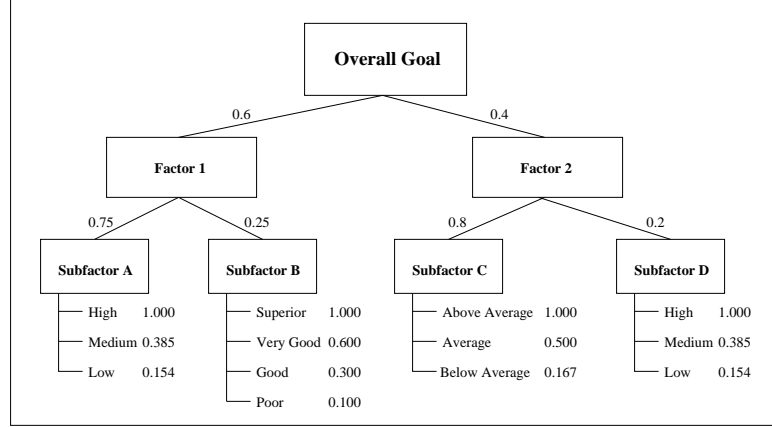 Overall Goal
0.6 0.4
Factor 1 Factor 2
0.75 0.25 0.8 0.2
Subfactor A Subfactor B Subfactor C Subfactor D
High 1.000 Superior 1.000 Above Average 1.000 High 1.000
Medium 0.385 Very Good 0.600 Average 0.500 Medium 0.385
Low 0.154 Good 0.300 Below Average 0.167 Low 0.154
Poor 0.100